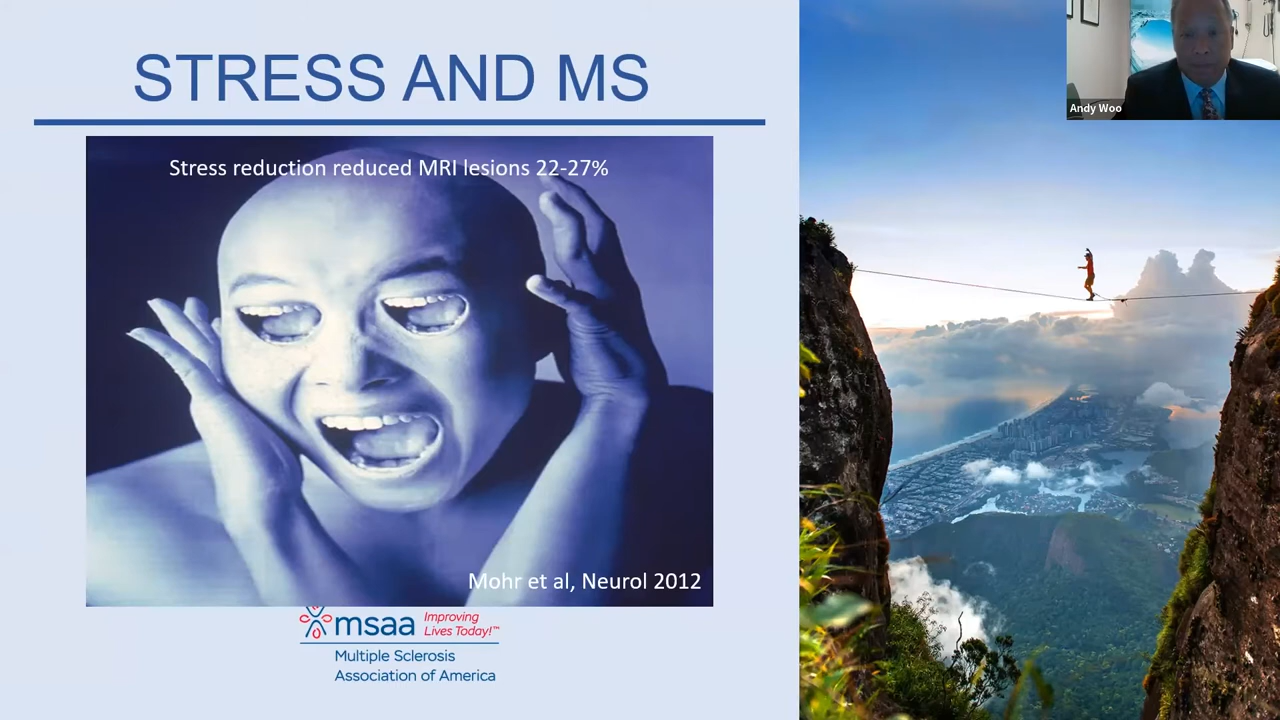 STRESS AND MS
Stress reduction reduced MRI lesions 22-27%
Mohr et al, Neurol 2012
msaa Improving
Lives Today!™
Multiple Sclerosis
Association of America
Andy Woo